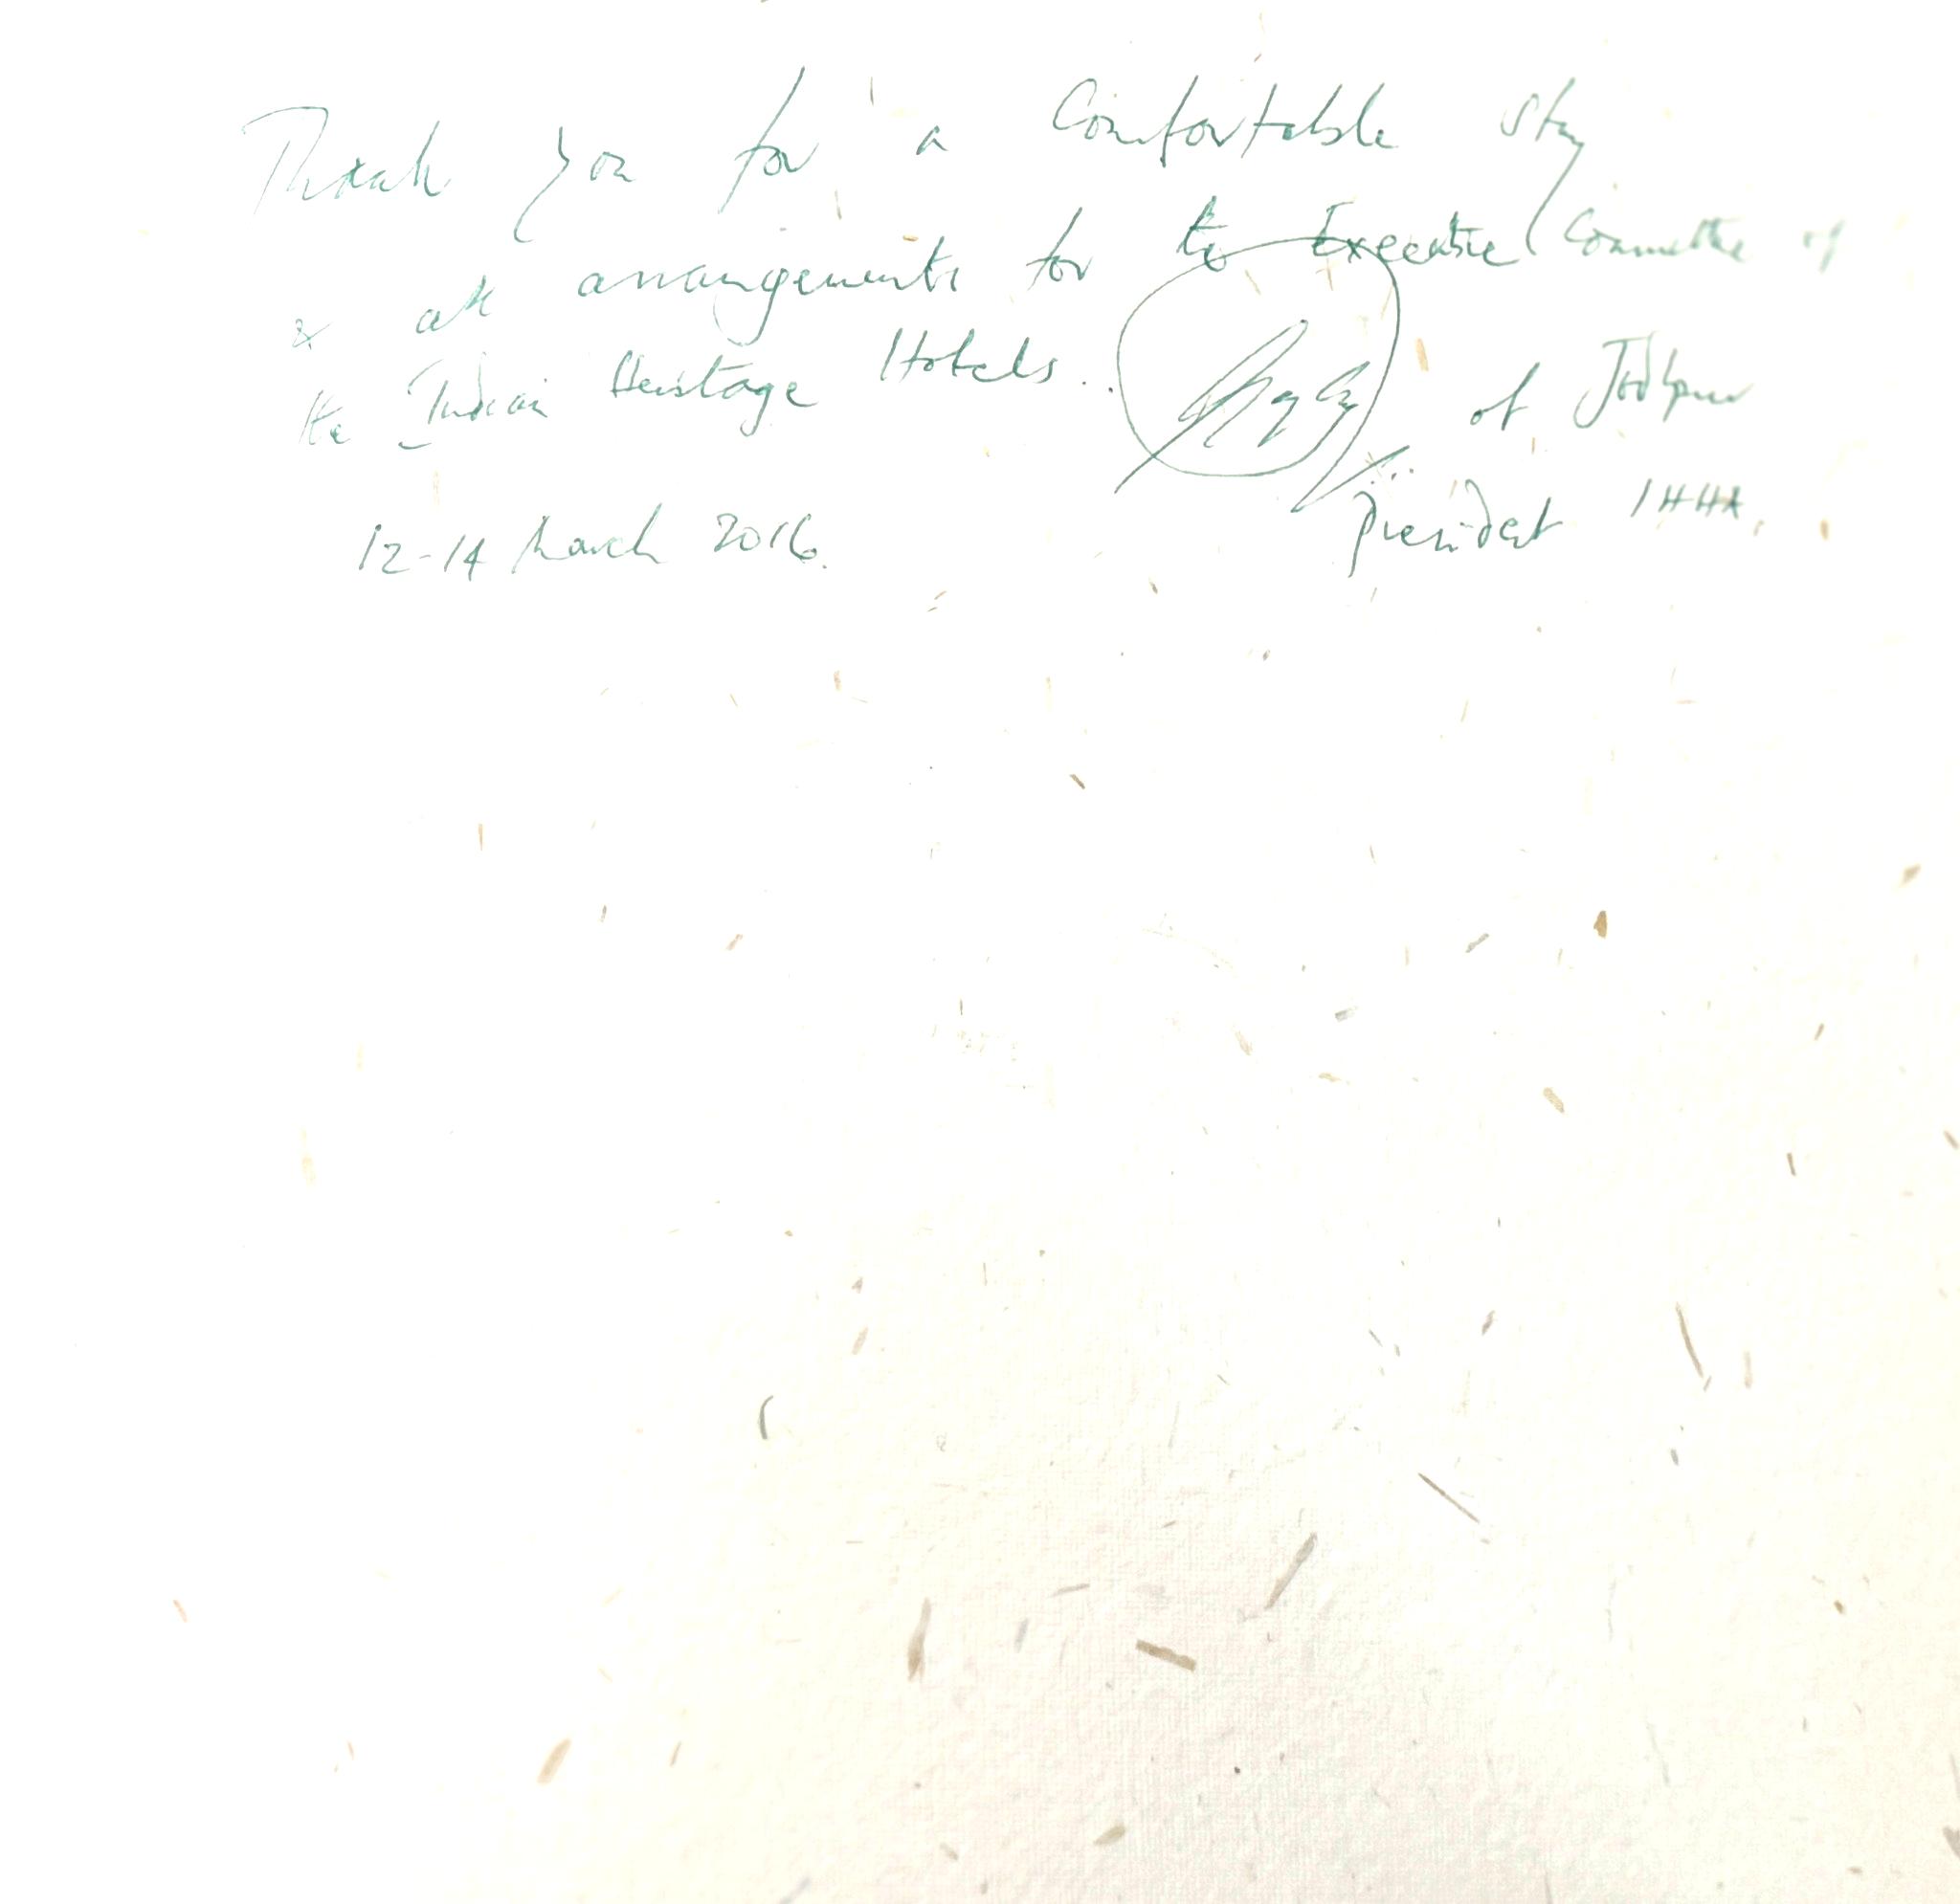 Thank you for a Comfortable stay
& all arrangements for the Executive Committee of
the Indian Heritage Hotels..
of Jodhpur
President IHHA.
12-14 March 2016.